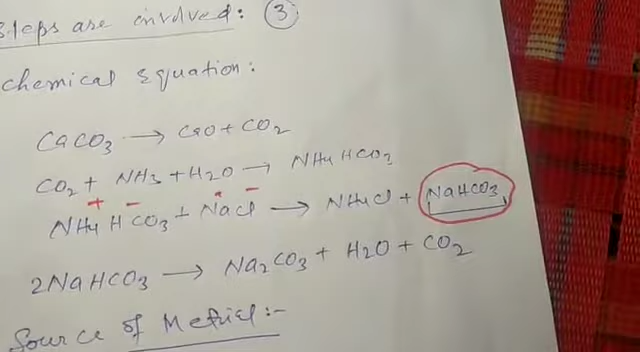 Steps are involved: 3
chemical Equation:
CaCO3 → CaO + CO2
CO2 + NH3 + H2O → NH4HCO3
NH4HCO3 + NaCl → NH4Cl + NaHCO3
2NaHCO3 → Na2CO3 + H2O + CO2
Source of Metriel:-